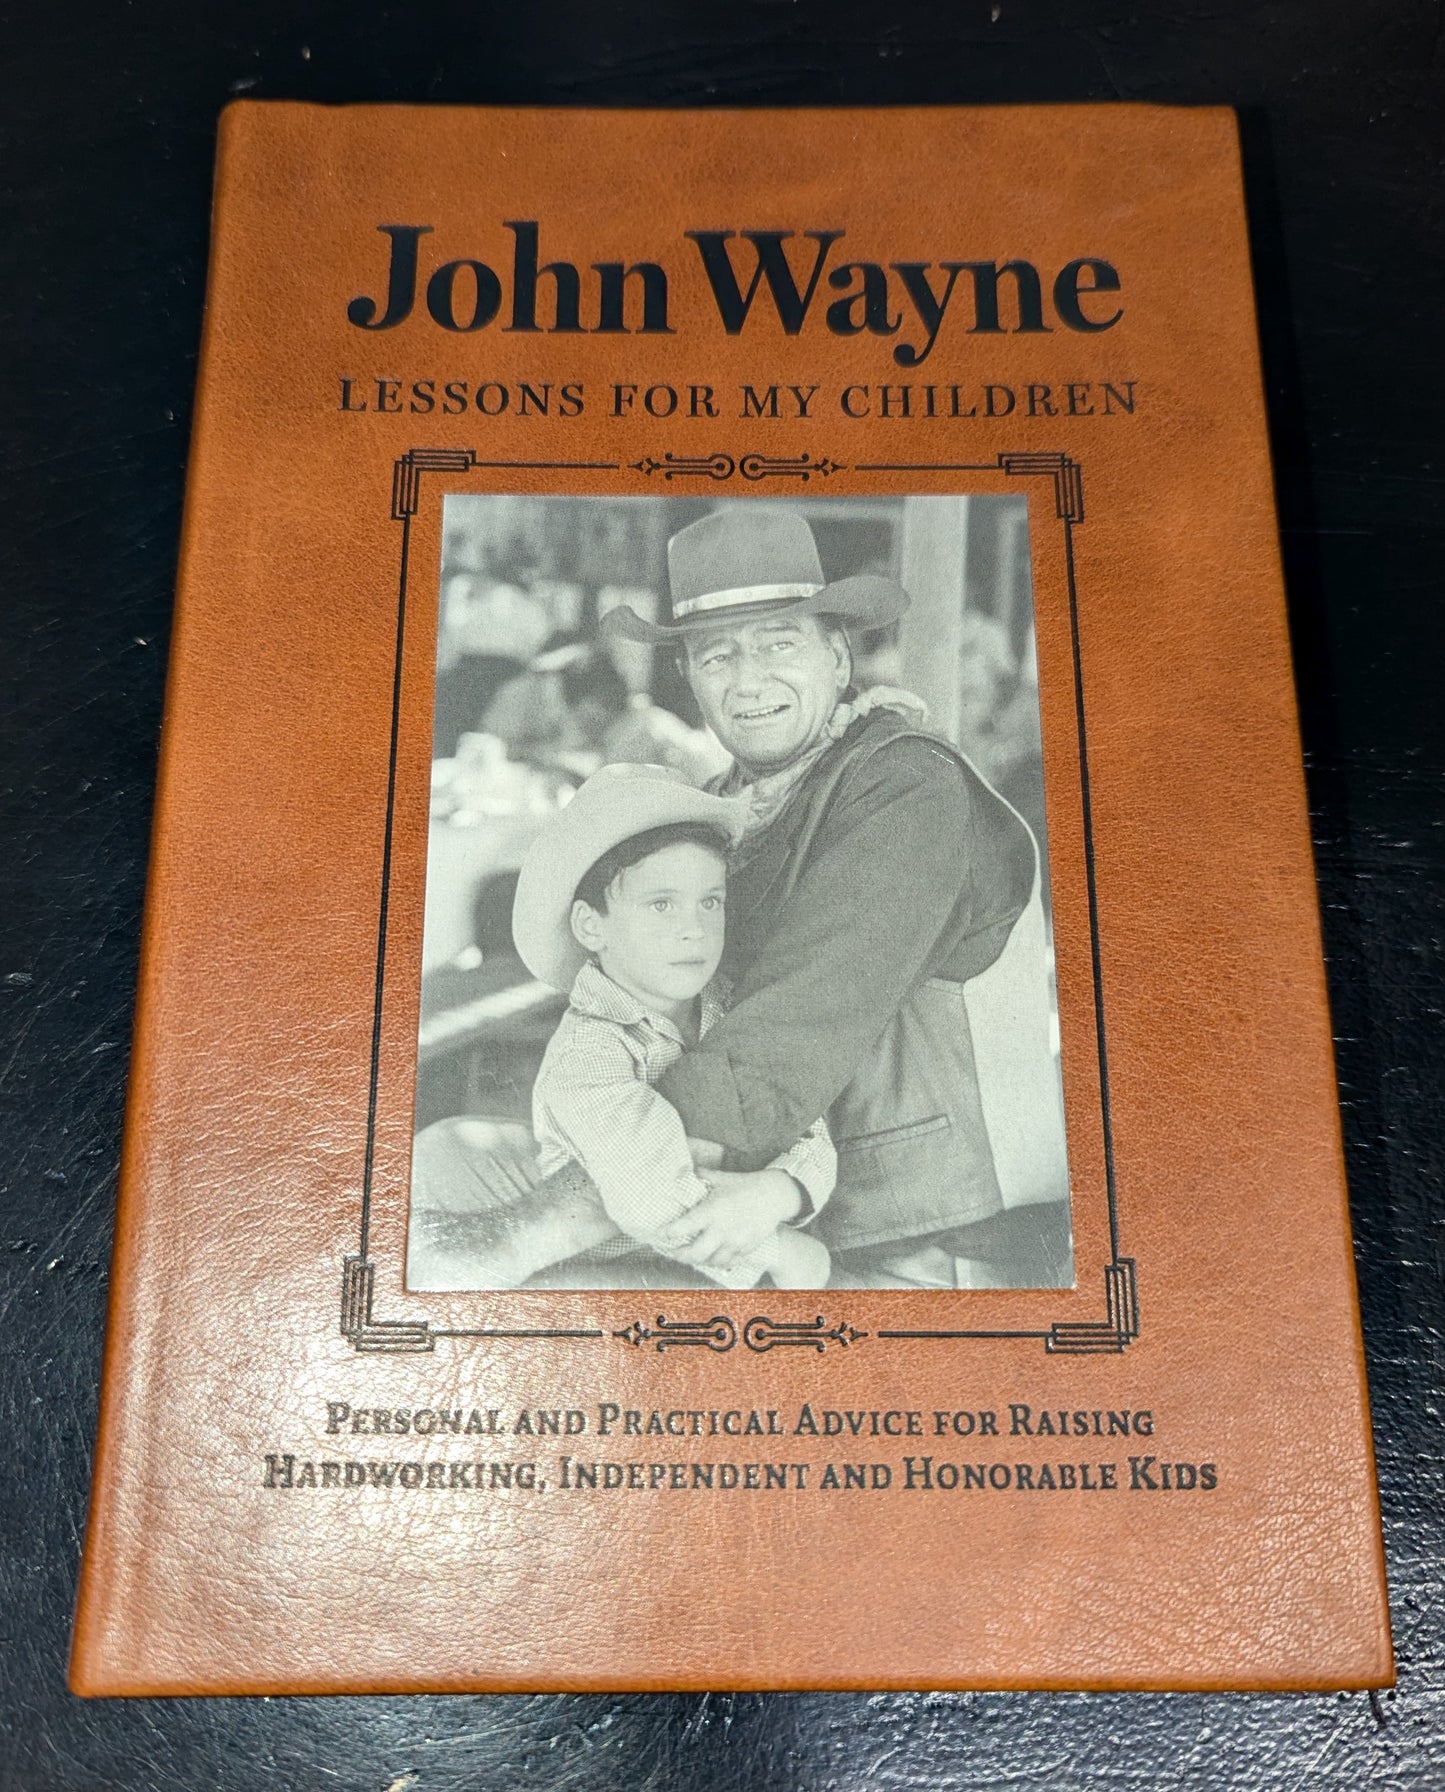 John Wayne
LESSONS FOR MY CHILDREN
PERSONAL AND PRACTICAL ADVICE FOR RAISING
HARDWORKING, INDEPENDENT AND HONORABLE KIDS